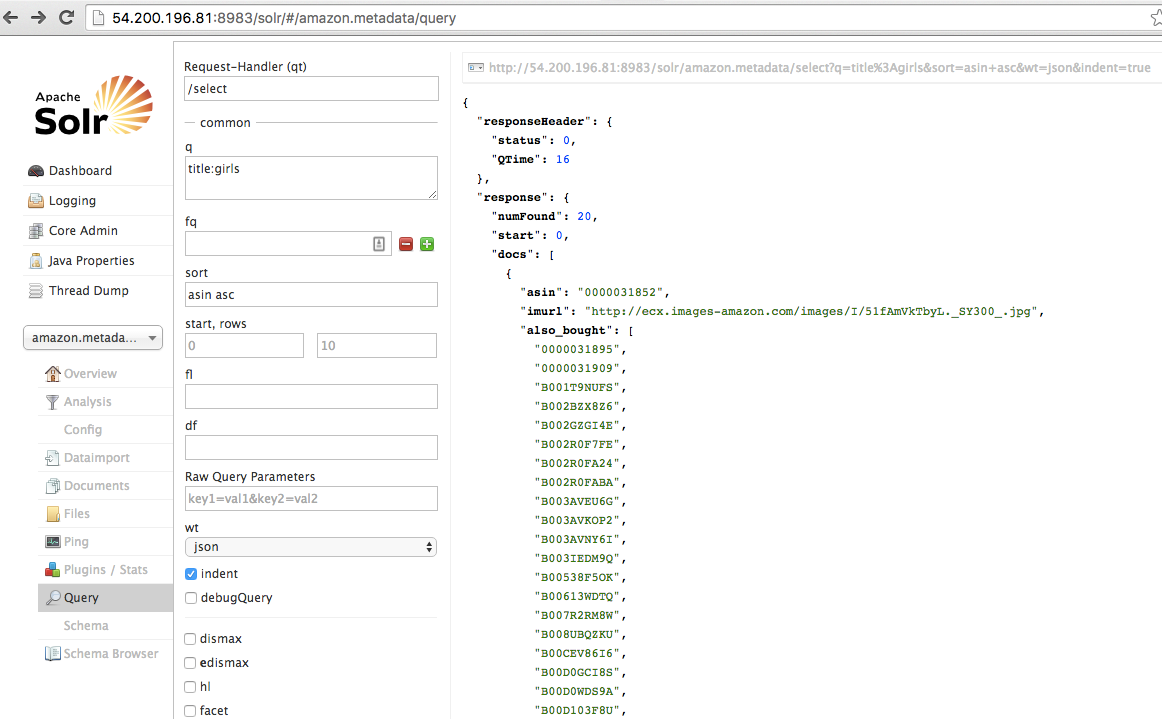 54.200.196.81:8983/solr/#/amazon.metadata/query
Apache
Solr
Dashboard
Logging
Core Admin
Java Properties
Thread Dump
amazon.metada...
Overview
Analysis
Config
Dataimport
Documents
Files
Ping
Plugins / Stats
Query
Schema
Schema Browser
Request-Handler (qt)
/select
common
q
title:girls
fq
sort
asin asc
start, rows
0 10
fl
df
Raw Query Parameters
key1=val1&key2=val2
wt
json
indent
debugQuery
dismax
edismax
hl
facet
http://54.200.196.81:8983/solr/amazon.metadata/select?q=title%3Agirls&sort=asin+asc&wt=json&indent=true
{
"responseHeader": {
"status": 0,
"QTime": 16
},
"response": {
"numFound": 20,
"start": 0,
"docs": [
{
"asin": "0000031852",
"imurl": "http://ecx.images-amazon.com/images/I/51fAmVkTbyL._SY300_.jpg",
"also_bought": [
"0000031895",
"0000031909",
"B001T9NUFS",
"B002BZX8Z6",
"B002GZGI4E",
"B002R0F7FE",
"B002R0FA24",
"B002R0FABA",
"B003AVEU6G",
"B003AVKOP2",
"B003AVNY6I",
"B003IEDM9Q",
"B00538F5OK",
"B00613WDTQ",
"B007R2RM8W",
"B008UBQZKU",
"B00CEV86I6",
"B00D0GCI8S",
"B00D0WDS9A",
"B00D103F8U",